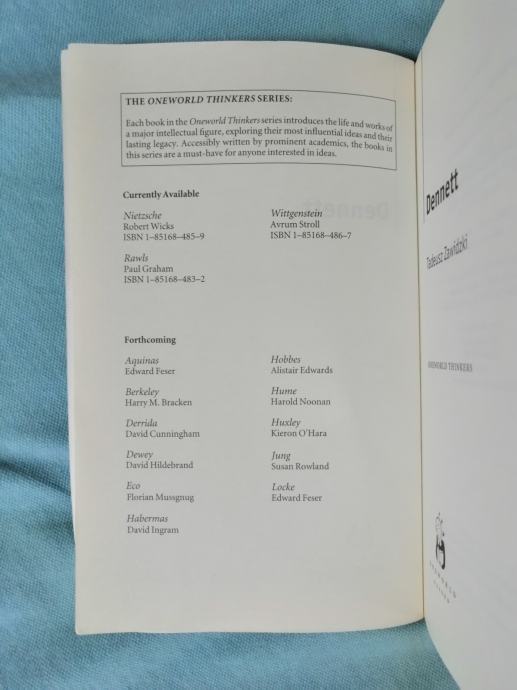 THE ONEWORLD THINKERS SERIES:
Each book in the Oneworld Thinkers series introduces the life and works of
a major intellectual figure, exploring their most influential ideas and their
lasting legacy. Accessibly written by prominent academics, the books in
this series are a must-have for anyone interested in ideas.
Currently Available
Nietzsche
Robert Wicks
ISBN 1–85168–485–9
Rawls
Paul Graham
ISBN 1–85168–483–2
Wittgenstein
Avrum Stroll
ISBN 1–85168–486–7
Forthcoming
Aquinas
Edward Feser
Berkeley
Harry M. Bracken
Derrida
David Cunningham
Dewey
David Hildebrand
Eco
Florian Mussgnug
Habermas
David Ingram
Hobbes
Alistair Edwards
Hume
Harold Noonan
Huxley
Kieron O'Hara
Jung
Susan Rowland
Locke
Edward Feser
Dennett
Tadeusz Zawidzki
ONEWORLD THINKERS
ONEWORLD